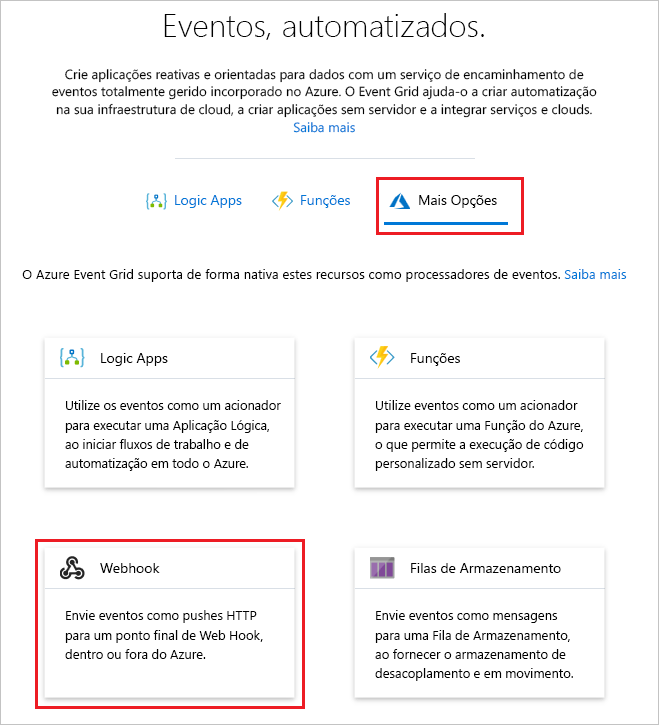 Eventos, automatizados.
Crie aplicações reativas e orientadas para dados com um serviço de encaminhamento de
eventos totalmente gerido incorporado no Azure. O Event Grid ajuda-o a criar automatização
na sua infraestrutura de cloud, a criar aplicações sem servidor e a integrar serviços e clouds.
Saiba mais
Logic Apps
Funções
Mais Opções
O Azure Event Grid suporta de forma nativa estes recursos como processadores de eventos. Saiba mais
Logic Apps
Utilize os eventos como um acionador
para executar uma Aplicação Lógica,
ao iniciar fluxos de trabalho e de
automatização em todo o Azure.
Funções
Utilize eventos como um acionador
para executar uma Função do Azure,
o que permite a execução de código
personalizado sem servidor.
Webhook
Envie eventos como pushes HTTP
para um ponto final de Web Hook,
dentro ou fora do Azure.
Filas de Armazenamento
Envie eventos como mensagens
para uma Fila de Armazenamento,
ao fornecer o armazenamento de
desacoplamento e em movimento.